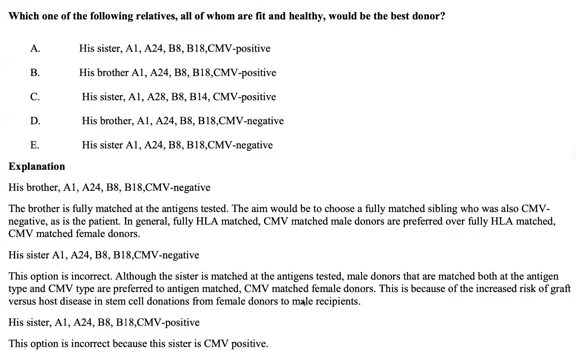 Which one of the following relatives, all of whom are fit and healthy, would be the best donor?
A. His sister, A1, A24, B8, B18,CMV-positive
B. His brother A1, A24, B8, B18,CMV-positive
C. His sister, A1, A28, B8, B14, CMV-positive
D. His brother, A1, A24, B8, B18,CMV-negative
E. His sister A1, A24, B8, B18,CMV-negative
Explanation
His brother, A1, A24, B8, B18,CMV-negative
The brother is fully matched at the antigens tested. The aim would be to choose a fully matched sibling who was also CMV-
negative, as is the patient. In general, fully HLA matched, CMV matched male donors are preferred over fully HLA matched,
CMV matched female donors.
His sister A1, A24, B8, B18,CMV-negative
This option is incorrect. Although the sister is matched at the antigens tested, male donors that are matched both at the antigen
type and CMV type are preferred to antigen matched, CMV matched female donors. This is because of the increased risk of graft
versus host disease in stem cell donations from female donors to male recipients.
His sister, A1, A24, B8, B18,CMV-positive
This option is incorrect because this sister is CMV positive.